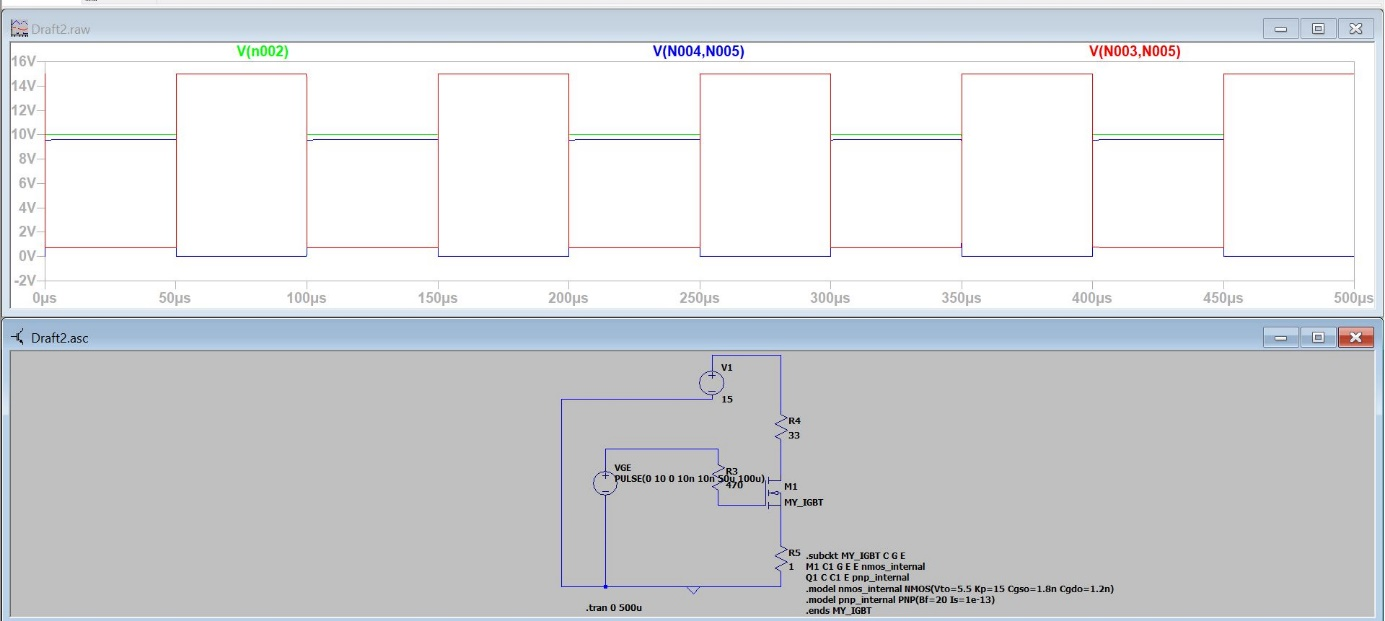 Draft2.raw
V(n002) V(N004,N005) V(N003,N005)
16V
14V
12V
10V
8V
6V
4V
2V
0V
-2V
0µs 50µs 100µs 150µs 200µs 250µs 300µs 350µs 400µs 450µs 500µs
Draft2.asc
V1
15
R4
33
VGE
PULSE(0 10 0 10n 10n 50u 100u)
R3
470
M1
MY_IGBT
R5
1
.subckt MY_IGBT C G E
M1 C1 G E E nmos_internal
Q1 C C1 E pnp_internal
.model nmos_internal NMOS(Vto=5.5 Kp=15 Cgso=1.8n Cgdo=1.2n)
.model pnp_internal PNP(Bf=20 Is=1e-13)
.ends MY_IGBT
.tran 0 500u